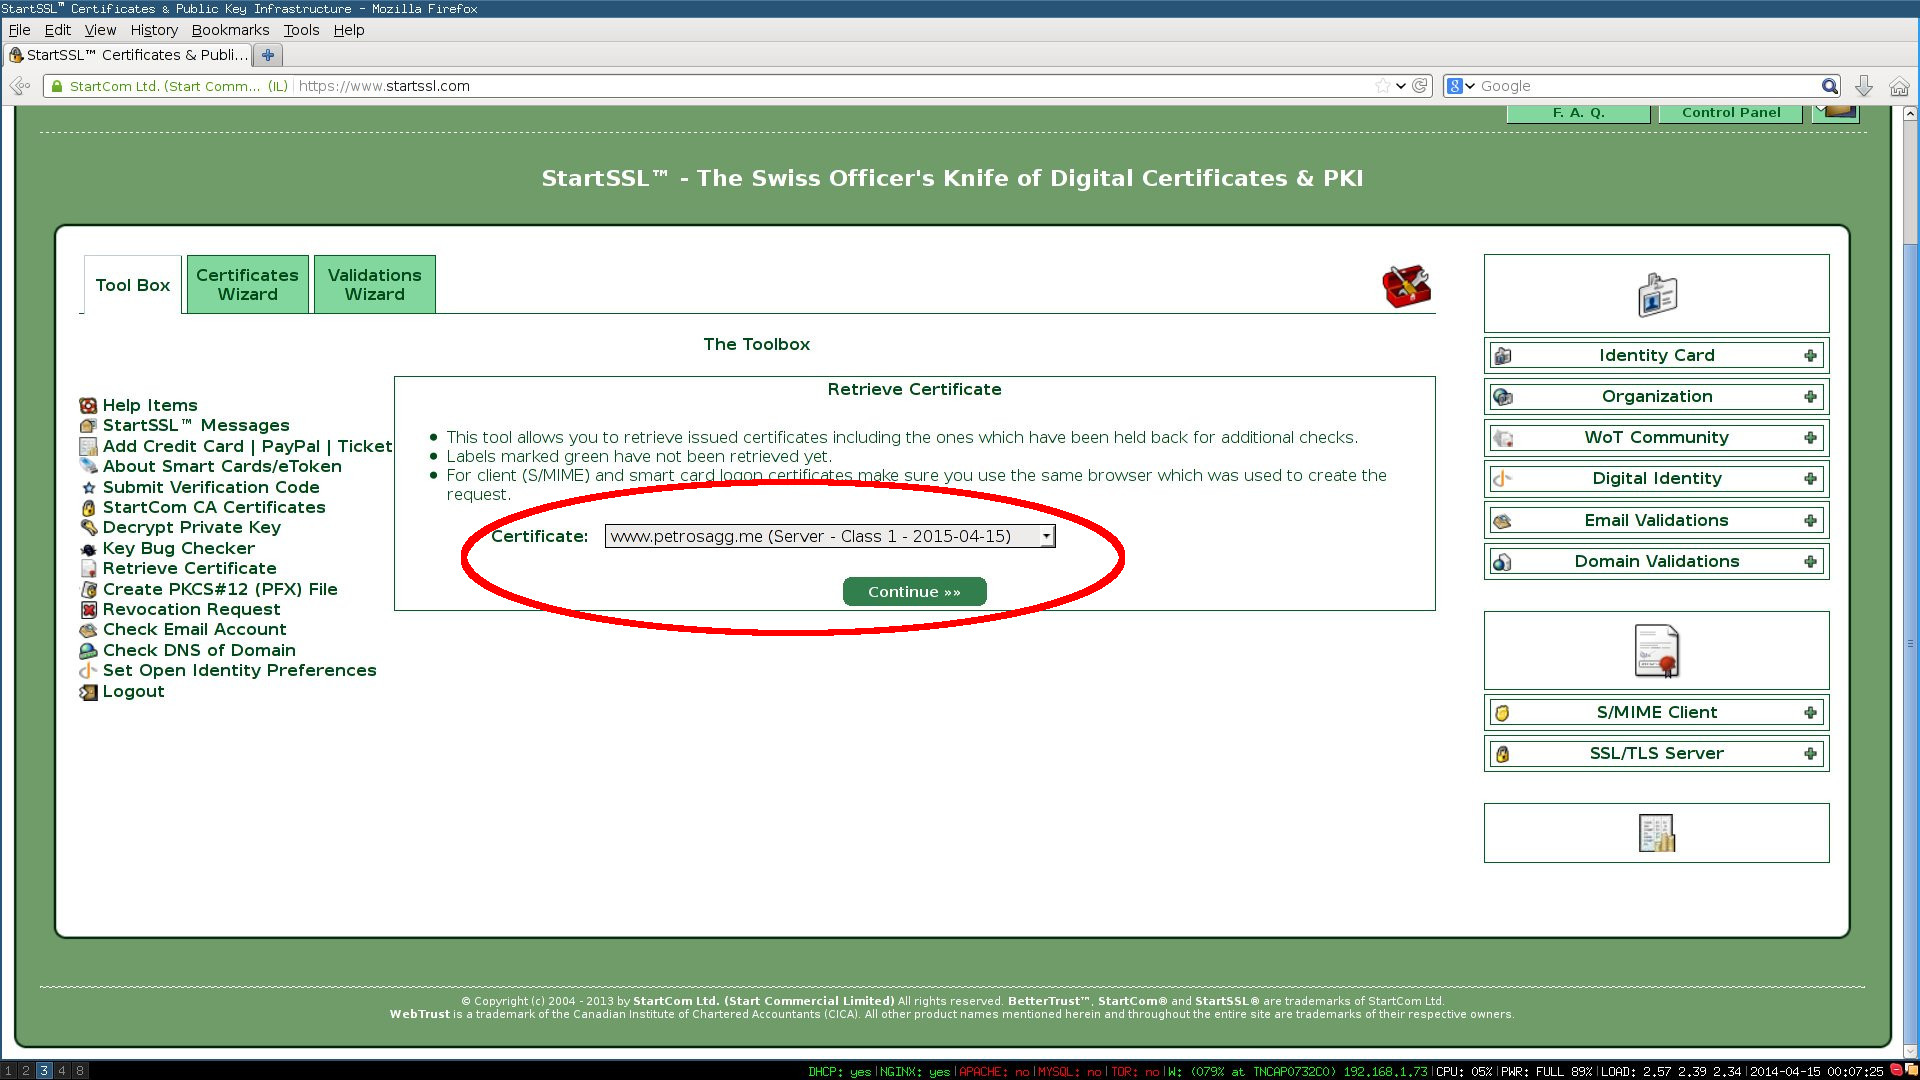 StartSSL™ Certificates & Public Key Infrastructure - Mozilla Firefox
File Edit View History Bookmarks Tools Help
StartSSL™ Certificates & Publi...
StartCom Ltd. (Start Comm... (IL) https://www.startssl.com
Google
F. A. Q.
Control Panel
StartSSL™ - The Swiss Officer's Knife of Digital Certificates & PKI
Tool Box
Certificates
Wizard
Validations
Wizard
The Toolbox
Help Items
StartSSL™ Messages
Add Credit Card | PayPal | Ticket
About Smart Cards/eToken
Submit Verification Code
StartCom CA Certificates
Decrypt Private Key
Key Bug Checker
Retrieve Certificate
Create PKCS#12 (PFX) File
Revocation Request
Check Email Account
Check DNS of Domain
Set Open Identity Preferences
Logout
Retrieve Certificate
This tool allows you to retrieve issued certificates including the ones which have been held back for additional checks.
Labels marked green have not been retrieved yet.
For client (S/MIME) and smart card logon certificates make sure you use the same browser which was used to create the
request.
Certificate: www.petrosagg.me (Server - Class 1 - 2015-04-15)
Continue »»
Identity Card
Organization
WoT Community
Digital Identity
Email Validations
Domain Validations
S/MIME Client
SSL/TLS Server
© Copyright (c) 2004 - 2013 by StartCom Ltd. (Start Commercial Limited) All rights reserved. BetterTrust™, StartCom® and StartSSL® are trademarks of StartCom Ltd.
WebTrust is a trademark of the Canadian Institute of Chartered Accountants (CICA). All other product names mentioned herein and throughout the entire site are trademarks of their respective owners.
1 2 3 4 8
DHCP: yes|NGINX: yes|APACHE: no|MYSQL: no|TOR: no|W: (079% at TNCAP0732C0) 192.168.1.73|CPU: 05%|PWR: FULL 89%|LOAD: 2.57 2.39 2.34|2014-04-15 00:07:25